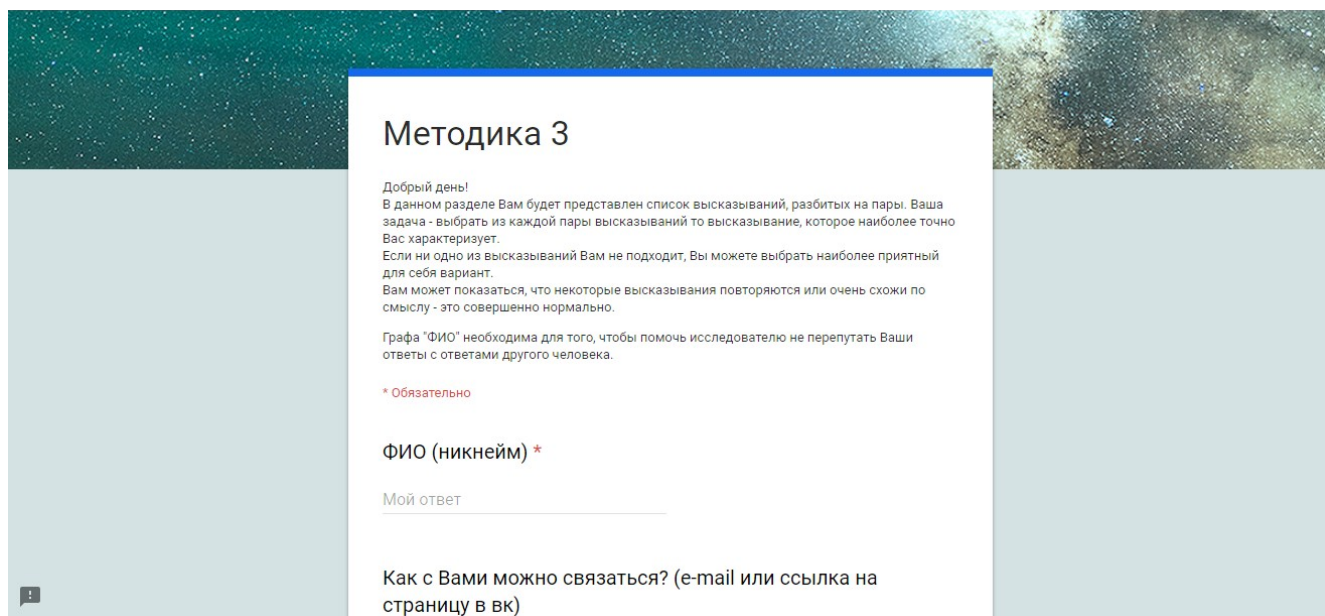 Методика 3
Добрый день!
В данном разделе Вам будет представлен список высказываний, разбитых на пары. Ваша
задача - выбрать из каждой пары высказываний то высказывание, которое наиболее точно
Вас характеризует.
Если ни одно из высказываний Вам не подходит, Вы можете выбрать наиболее приятный
для себя вариант.
Вам может показаться, что некоторые высказывания повторяются или очень схожи по
смыслу - это совершенно нормально.
Графа "ФИО" необходима для того, чтобы помочь исследователю не перепутать Ваши
ответы с ответами другого человека.
* Обязательно
ФИО (никнейм) *
Мой ответ
Как с Вами можно связаться? (e-mail или ссылка на
страницу в вк)